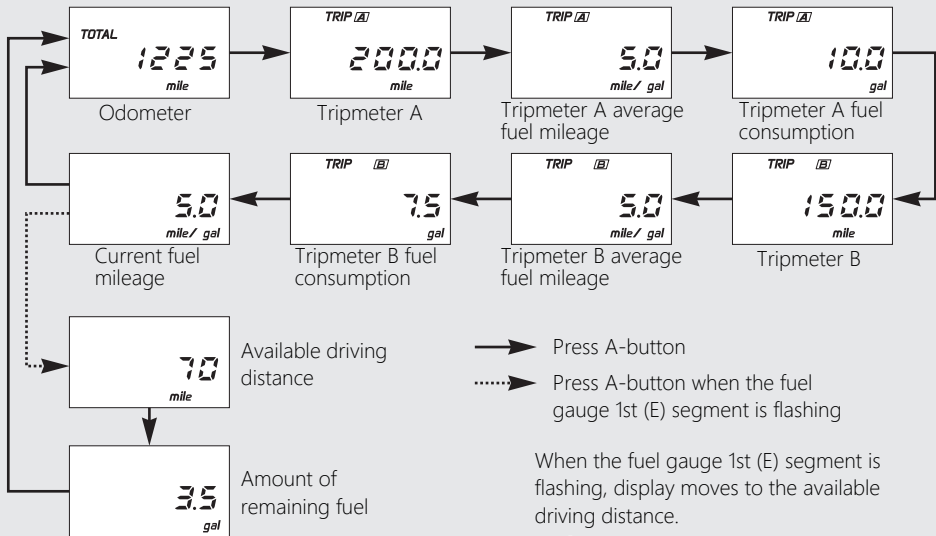 TOTAL
1225
mile
Odometer
TRIP A
200.0
mile
Tripmeter A
TRIP A
5.0
mile/ gal
Tripmeter A average
fuel mileage
TRIP A
10.0
gal
Tripmeter A fuel
consumption
5.0
mile/ gal
Current fuel
mileage
TRIP B
7.5
gal
Tripmeter B fuel
consumption
TRIP B
5.0
mile/ gal
Tripmeter B average
fuel mileage
TRIP B
150.0
mile
Tripmeter B
70
mile
Available driving
distance
3.5
gal
Amount of
remaining fuel
Press A-button
Press A-button when the fuel
gauge 1st (E) segment is flashing
When the fuel gauge 1st (E) segment is
flashing, display moves to the available
driving distance.